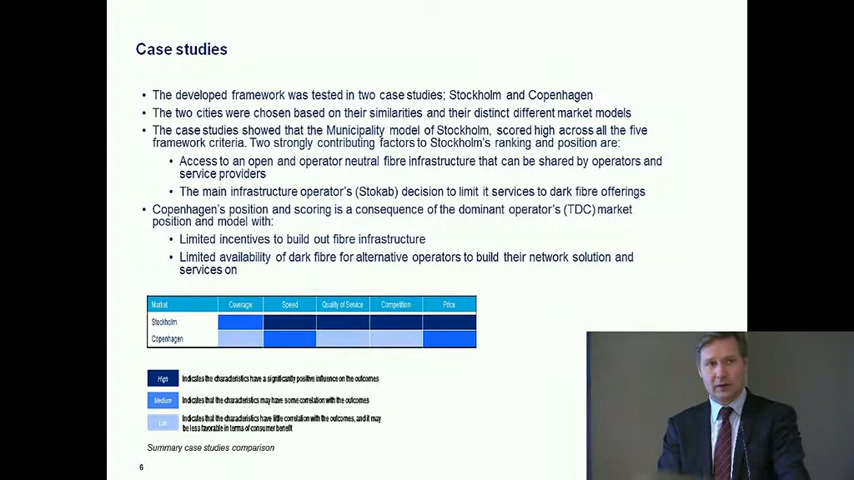 Case studies
• The developed framework was tested in two case studies; Stockholm and Copenhagen
• The two cities were chosen based on their similarities and their distinct different market models
• The case studies showed that the Municipality model of Stockholm, scored high across all the five
framework criteria. Two strongly contributing factors to Stockholm's ranking and position are:
• Access to an open and operator neutral fibre infrastructure that can be shared by operators and
service providers
• The main infrastructure operator's (Stokab) decision to limit it services to dark fibre offerings
• Copenhagen's position and scoring is a consequence of the dominant operator's (TDC) market
position and model with:
• Limited incentives to build out fibre infrastructure
• Limited availability of dark fibre for alternative operators to build their network solution and
services on
Market Coverage Speed Quality of Service Competition Price
Stockholm
Copenhagen
High Indicates the characteristics have a significantly positive influence on the outcomes
Medium Indicates that the characteristics may have some correlation with the outcomes
Low Indicates that the characteristics have little correlation with the outcomes, and it may
be less favorable in terms of consumer benefit
Summary case studies comparison
6